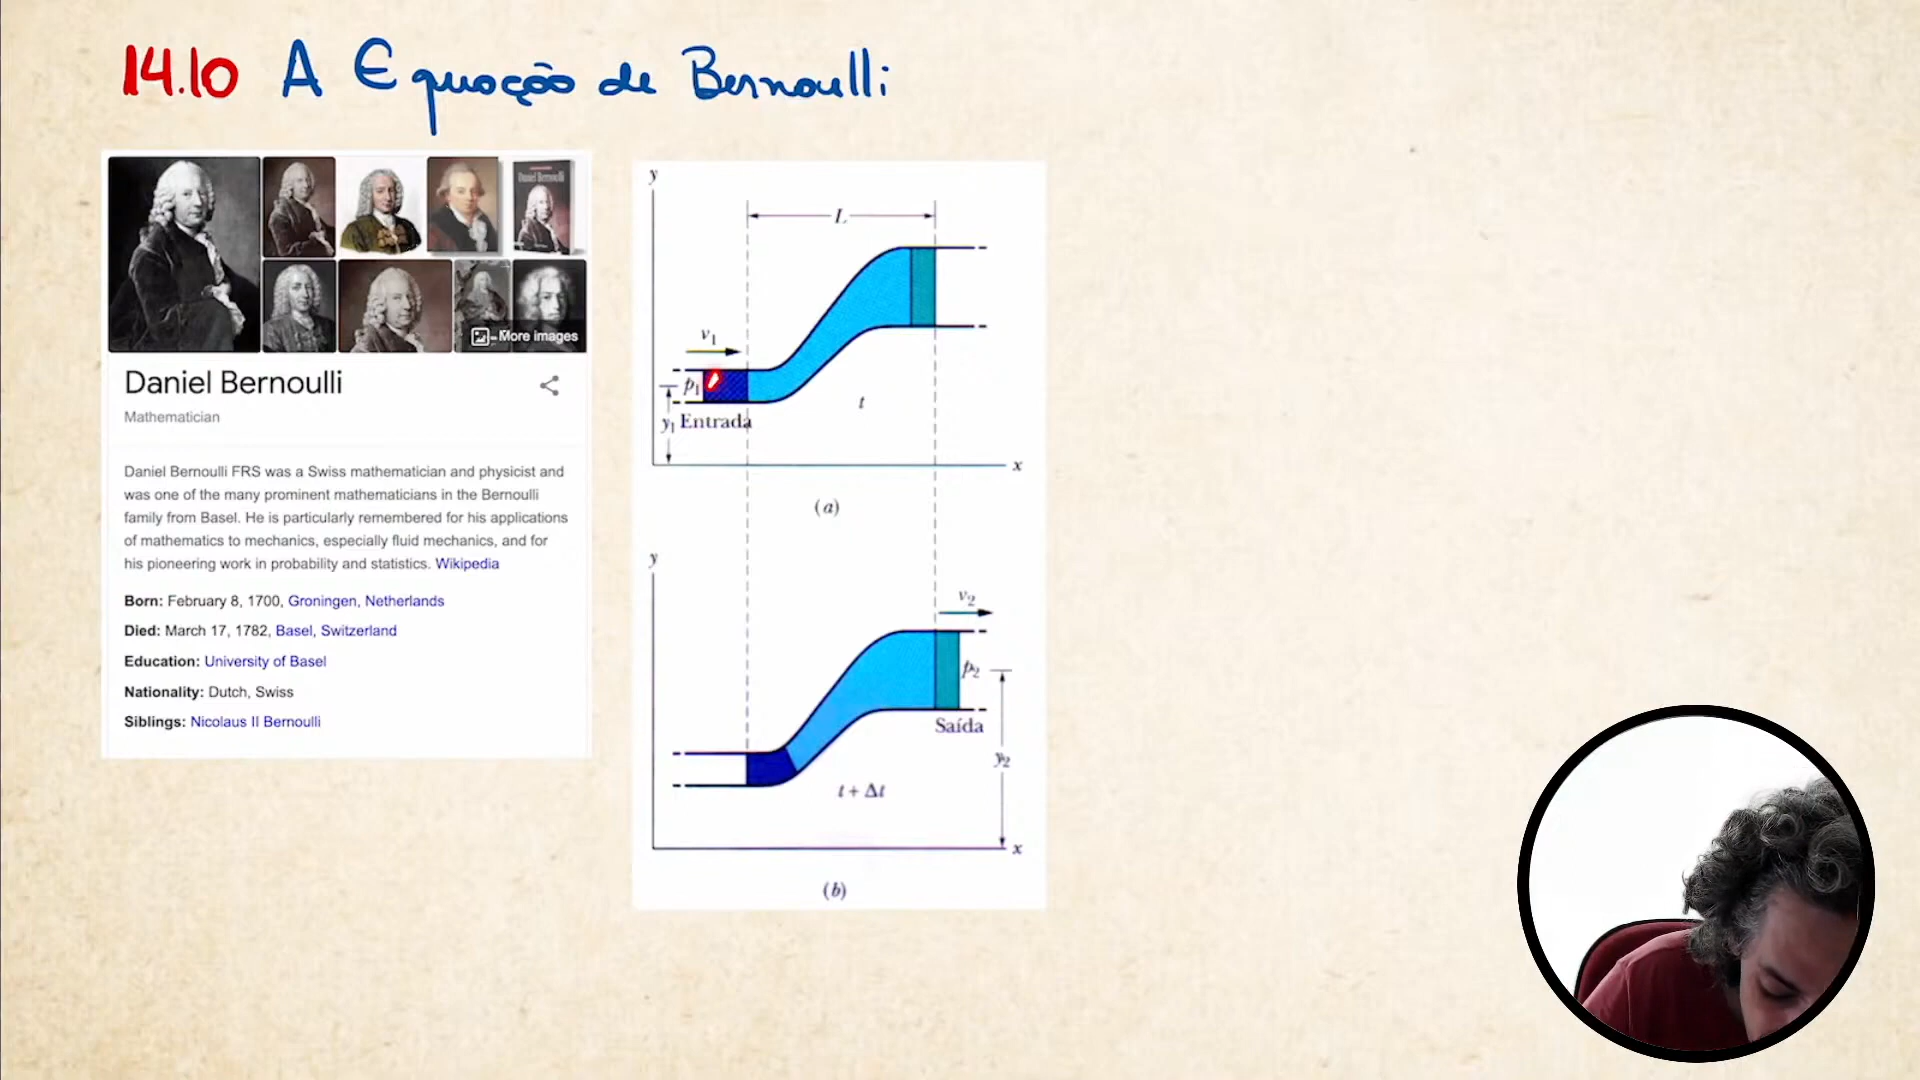 14.10 A Equação de Bernoulli
Daniel Bernoulli
More images
Daniel Bernoulli
Mathematician
Daniel Bernoulli FRS was a Swiss mathematician and physicist and
was one of the many prominent mathematicians in the Bernoulli
family from Basel. He is particularly remembered for his applications
of mathematics to mechanics, especially fluid mechanics, and for
his pioneering work in probability and statistics. Wikipedia
Born: February 8, 1700, Groningen, Netherlands
Died: March 17, 1782, Basel, Switzerland
Education: University of Basel
Nationality: Dutch, Swiss
Siblings: Nicolaus II Bernoulli
y
L
v₁
p₁
t
y₁ Entrada
x
(a)
y
v₂
p₂
Saída
y₂
t + Δt
x
(b)